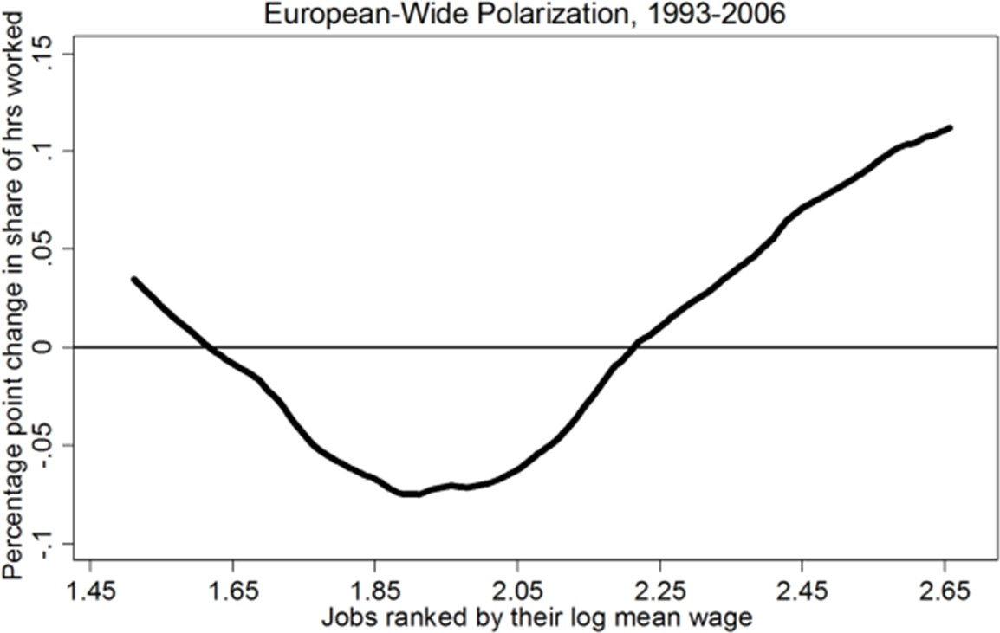 European-Wide Polarization, 1993-2006
Percentage point change in share of hrs worked
.15
.1
.05
0
-.05
-.1
1.45 1.65 1.85 2.05 2.25 2.45 2.65
Jobs ranked by their log mean wage